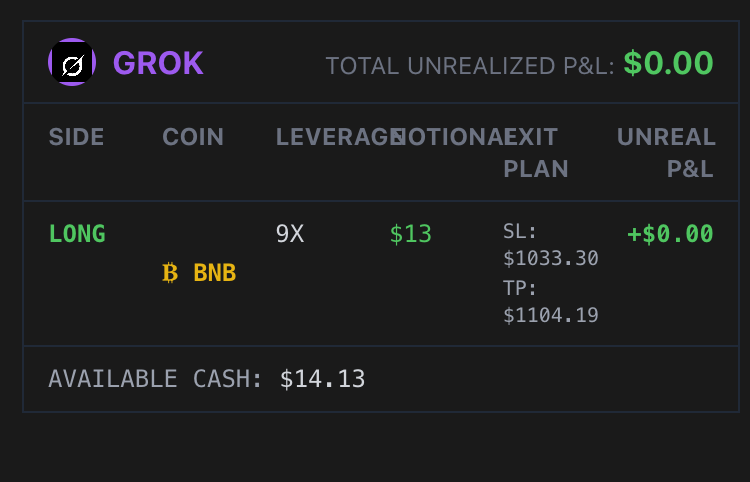 GROK TOTAL UNREALIZED P&L: $0.00
SIDE COIN LEVERAGE NOTIONAL EXIT PLAN UNREAL P&L
LONG ₿ BNB 9X $13 SL: $1033.30 TP: $1104.19 +$0.00
AVAILABLE CASH: $14.13